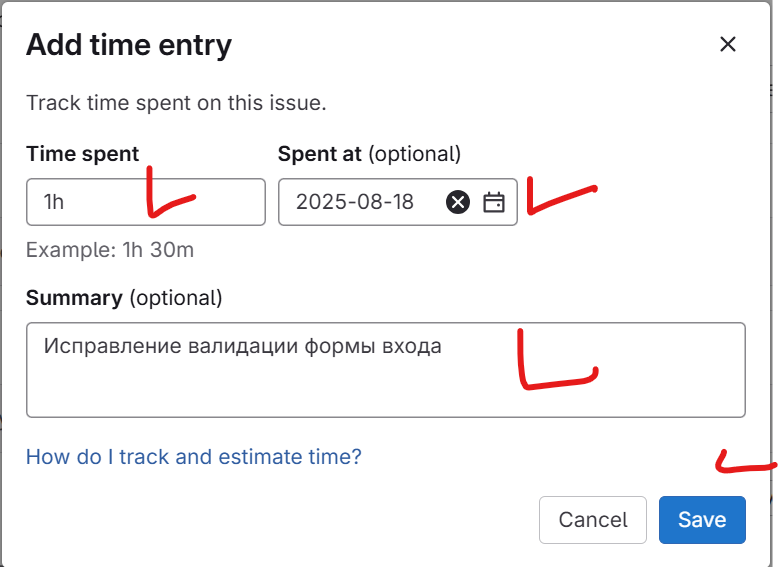 Add time entry
Track time spent on this issue.
Time spent
Spent at (optional)
1h
2025-08-18
Example: 1h 30m
Summary (optional)
Исправление валидации формы входа
How do I track and estimate time?
Cancel
Save